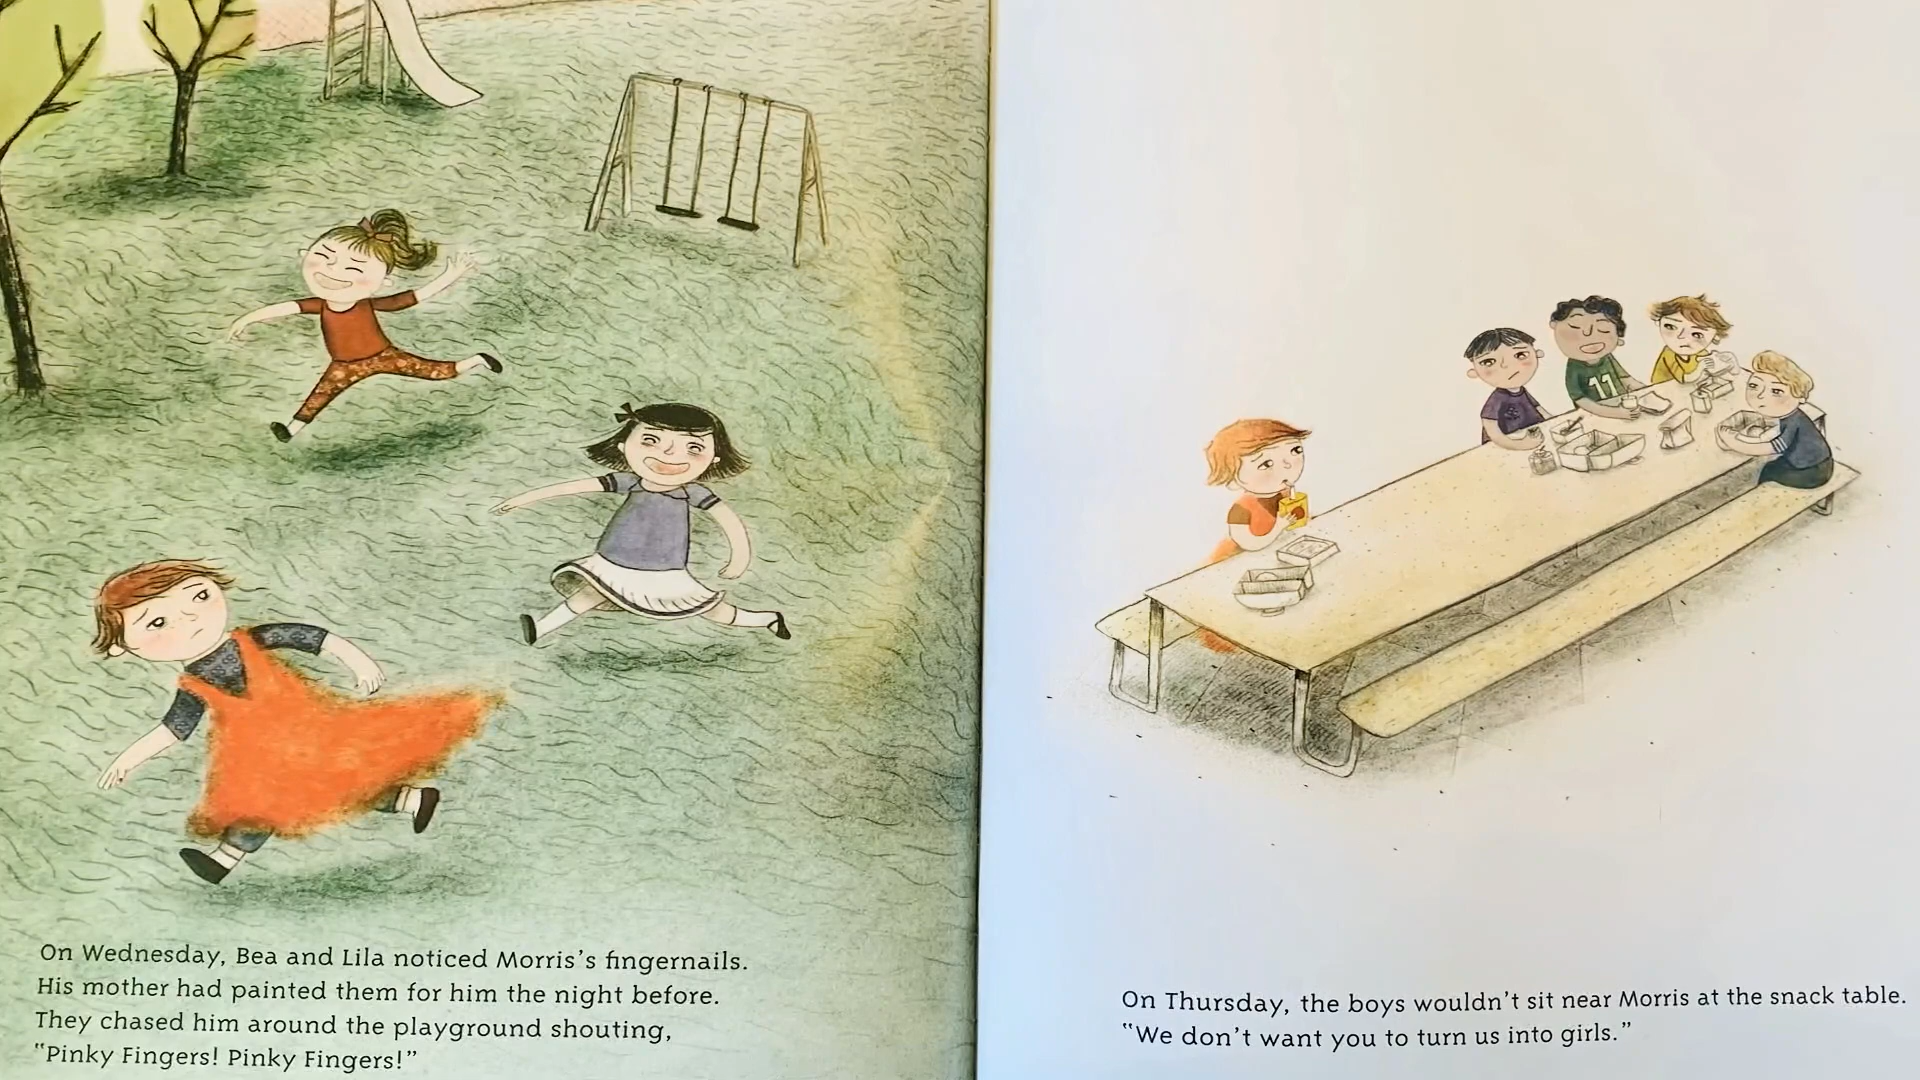 On Wednesday, Bea and Lila noticed Morris's fingernails.
His mother had painted them for him the night before.
They chased him around the playground shouting,
"Pinky Fingers! Pinky Fingers!"
11
On Thursday, the boys wouldn't sit near Morris at the snack table.
"We don't want you to turn us into girls."